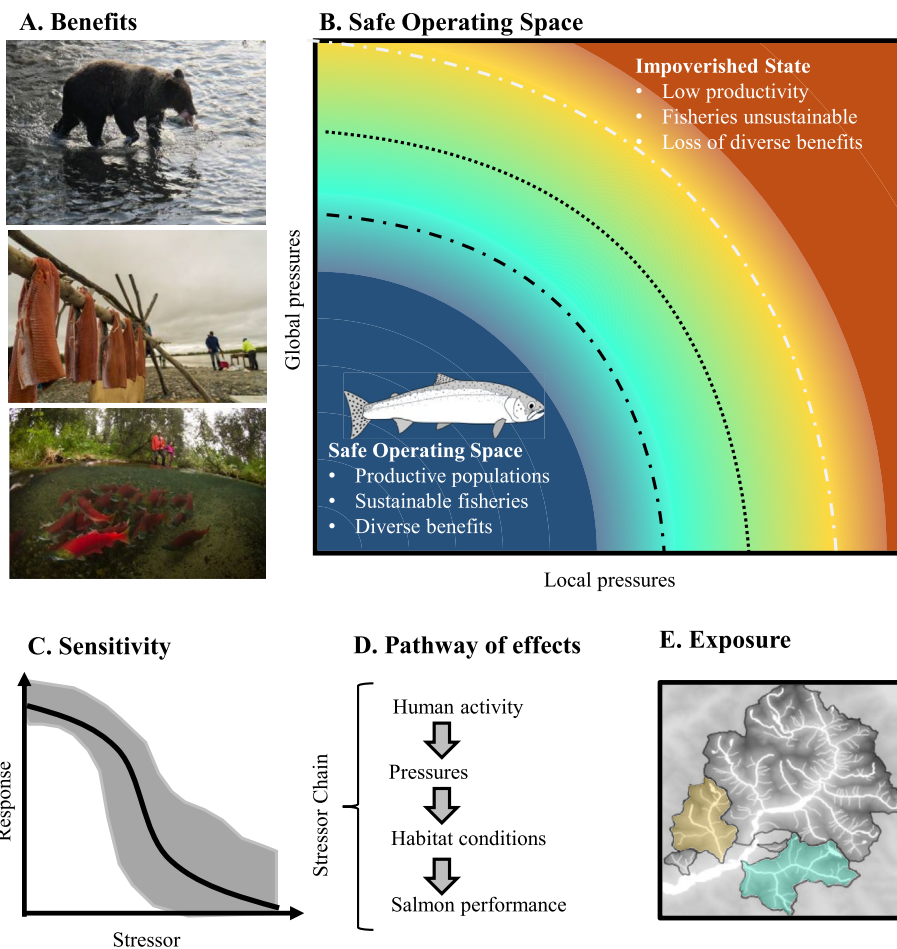 A. Benefits
B. Safe Operating Space
Impoverished State
• Low productivity
• Fisheries unsustainable
• Loss of diverse benefits
Global pressures
Safe Operating Space
• Productive populations
• Sustainable fisheries
• Diverse benefits
Local pressures
C. Sensitivity
Response
Stressor
D. Pathway of effects
Stressor Chain
Human activity
Pressures
Habitat conditions
Salmon performance
E. Exposure